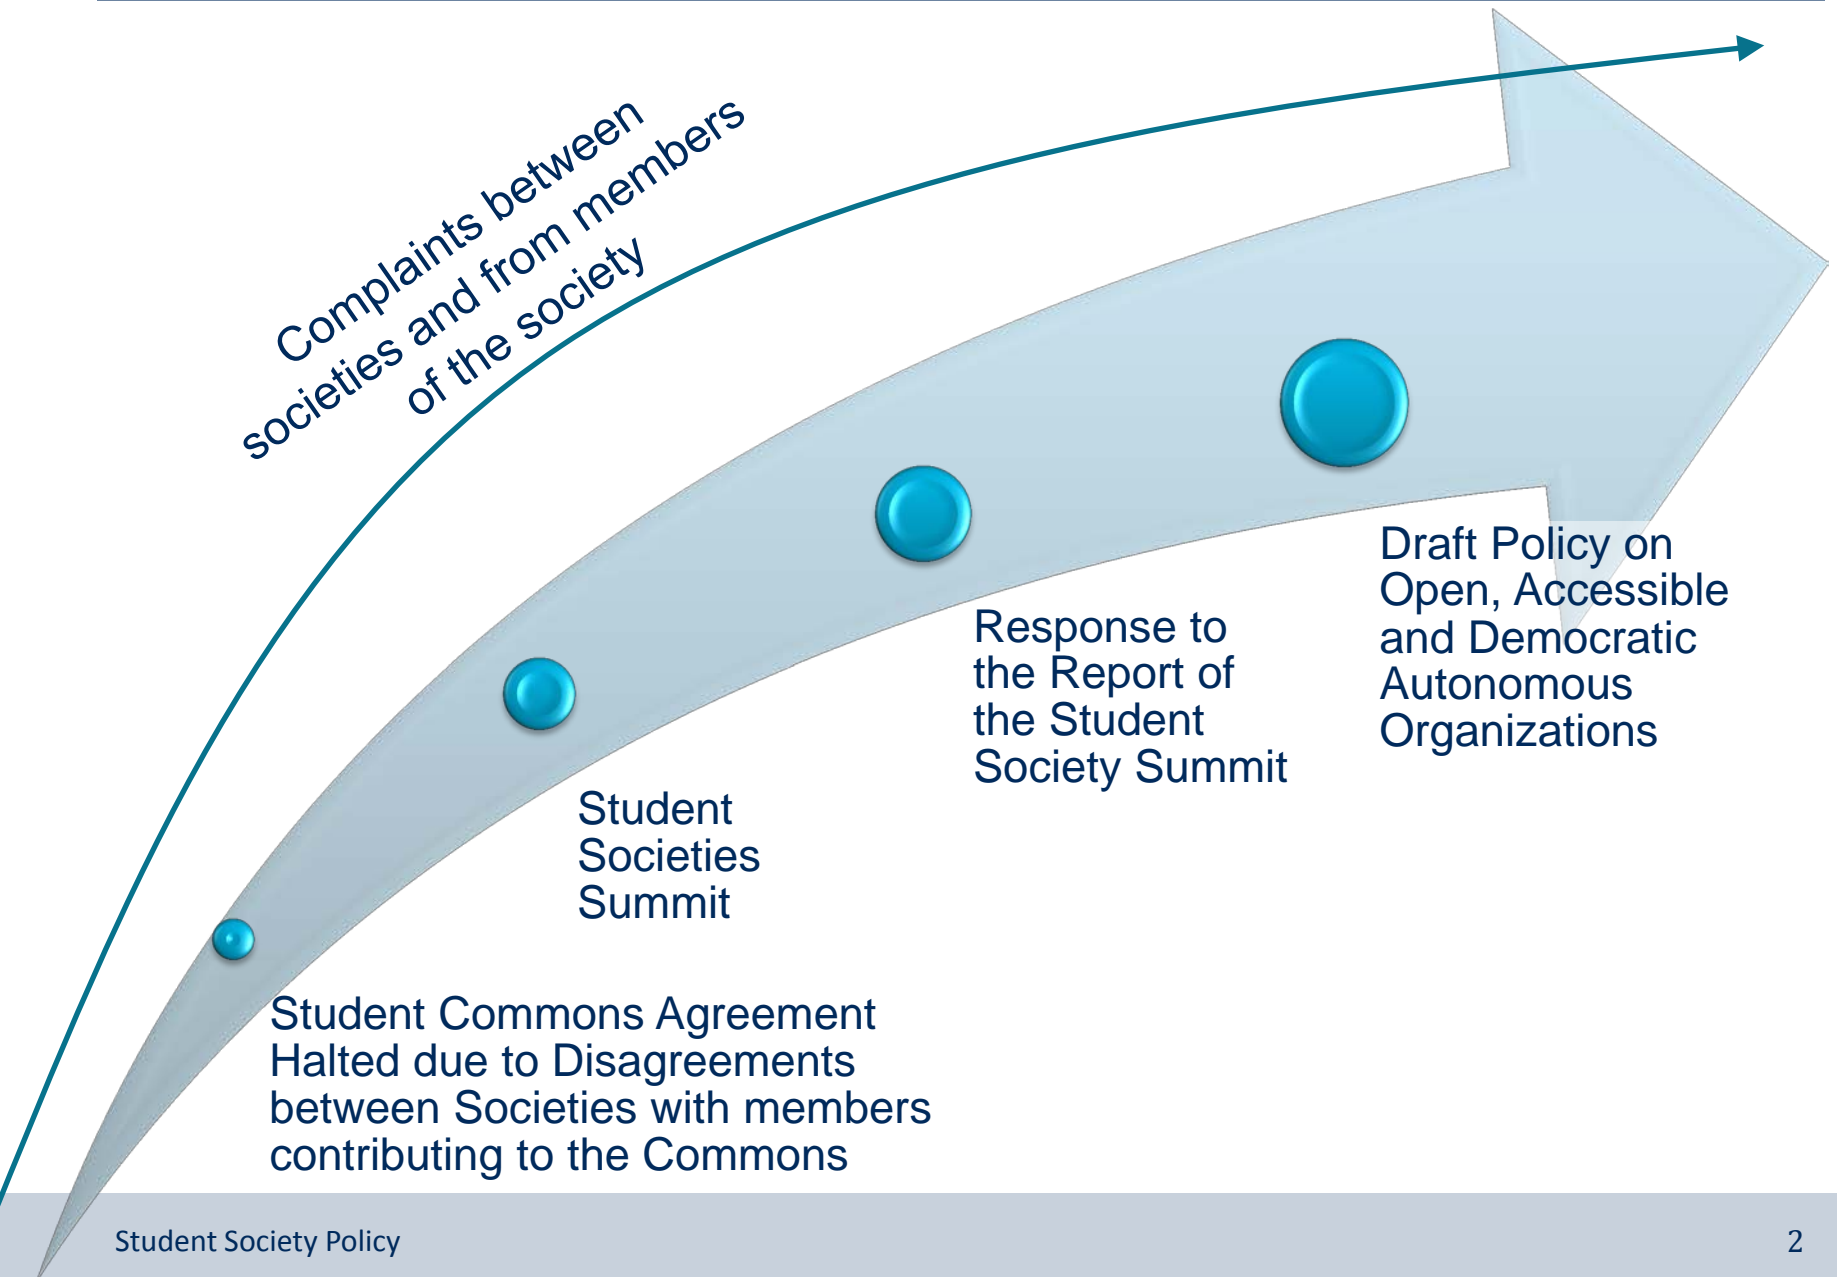 Complaints between
societies and from members
of the society
Draft Policy on
Open, Accessible
and Democratic
Autonomous
Organizations
Response to
the Report of
the Student
Society Summit
Student
Societies
Summit
Student Commons Agreement
Halted due to Disagreements
between Societies with members
contributing to the Commons
Student Society Policy
2